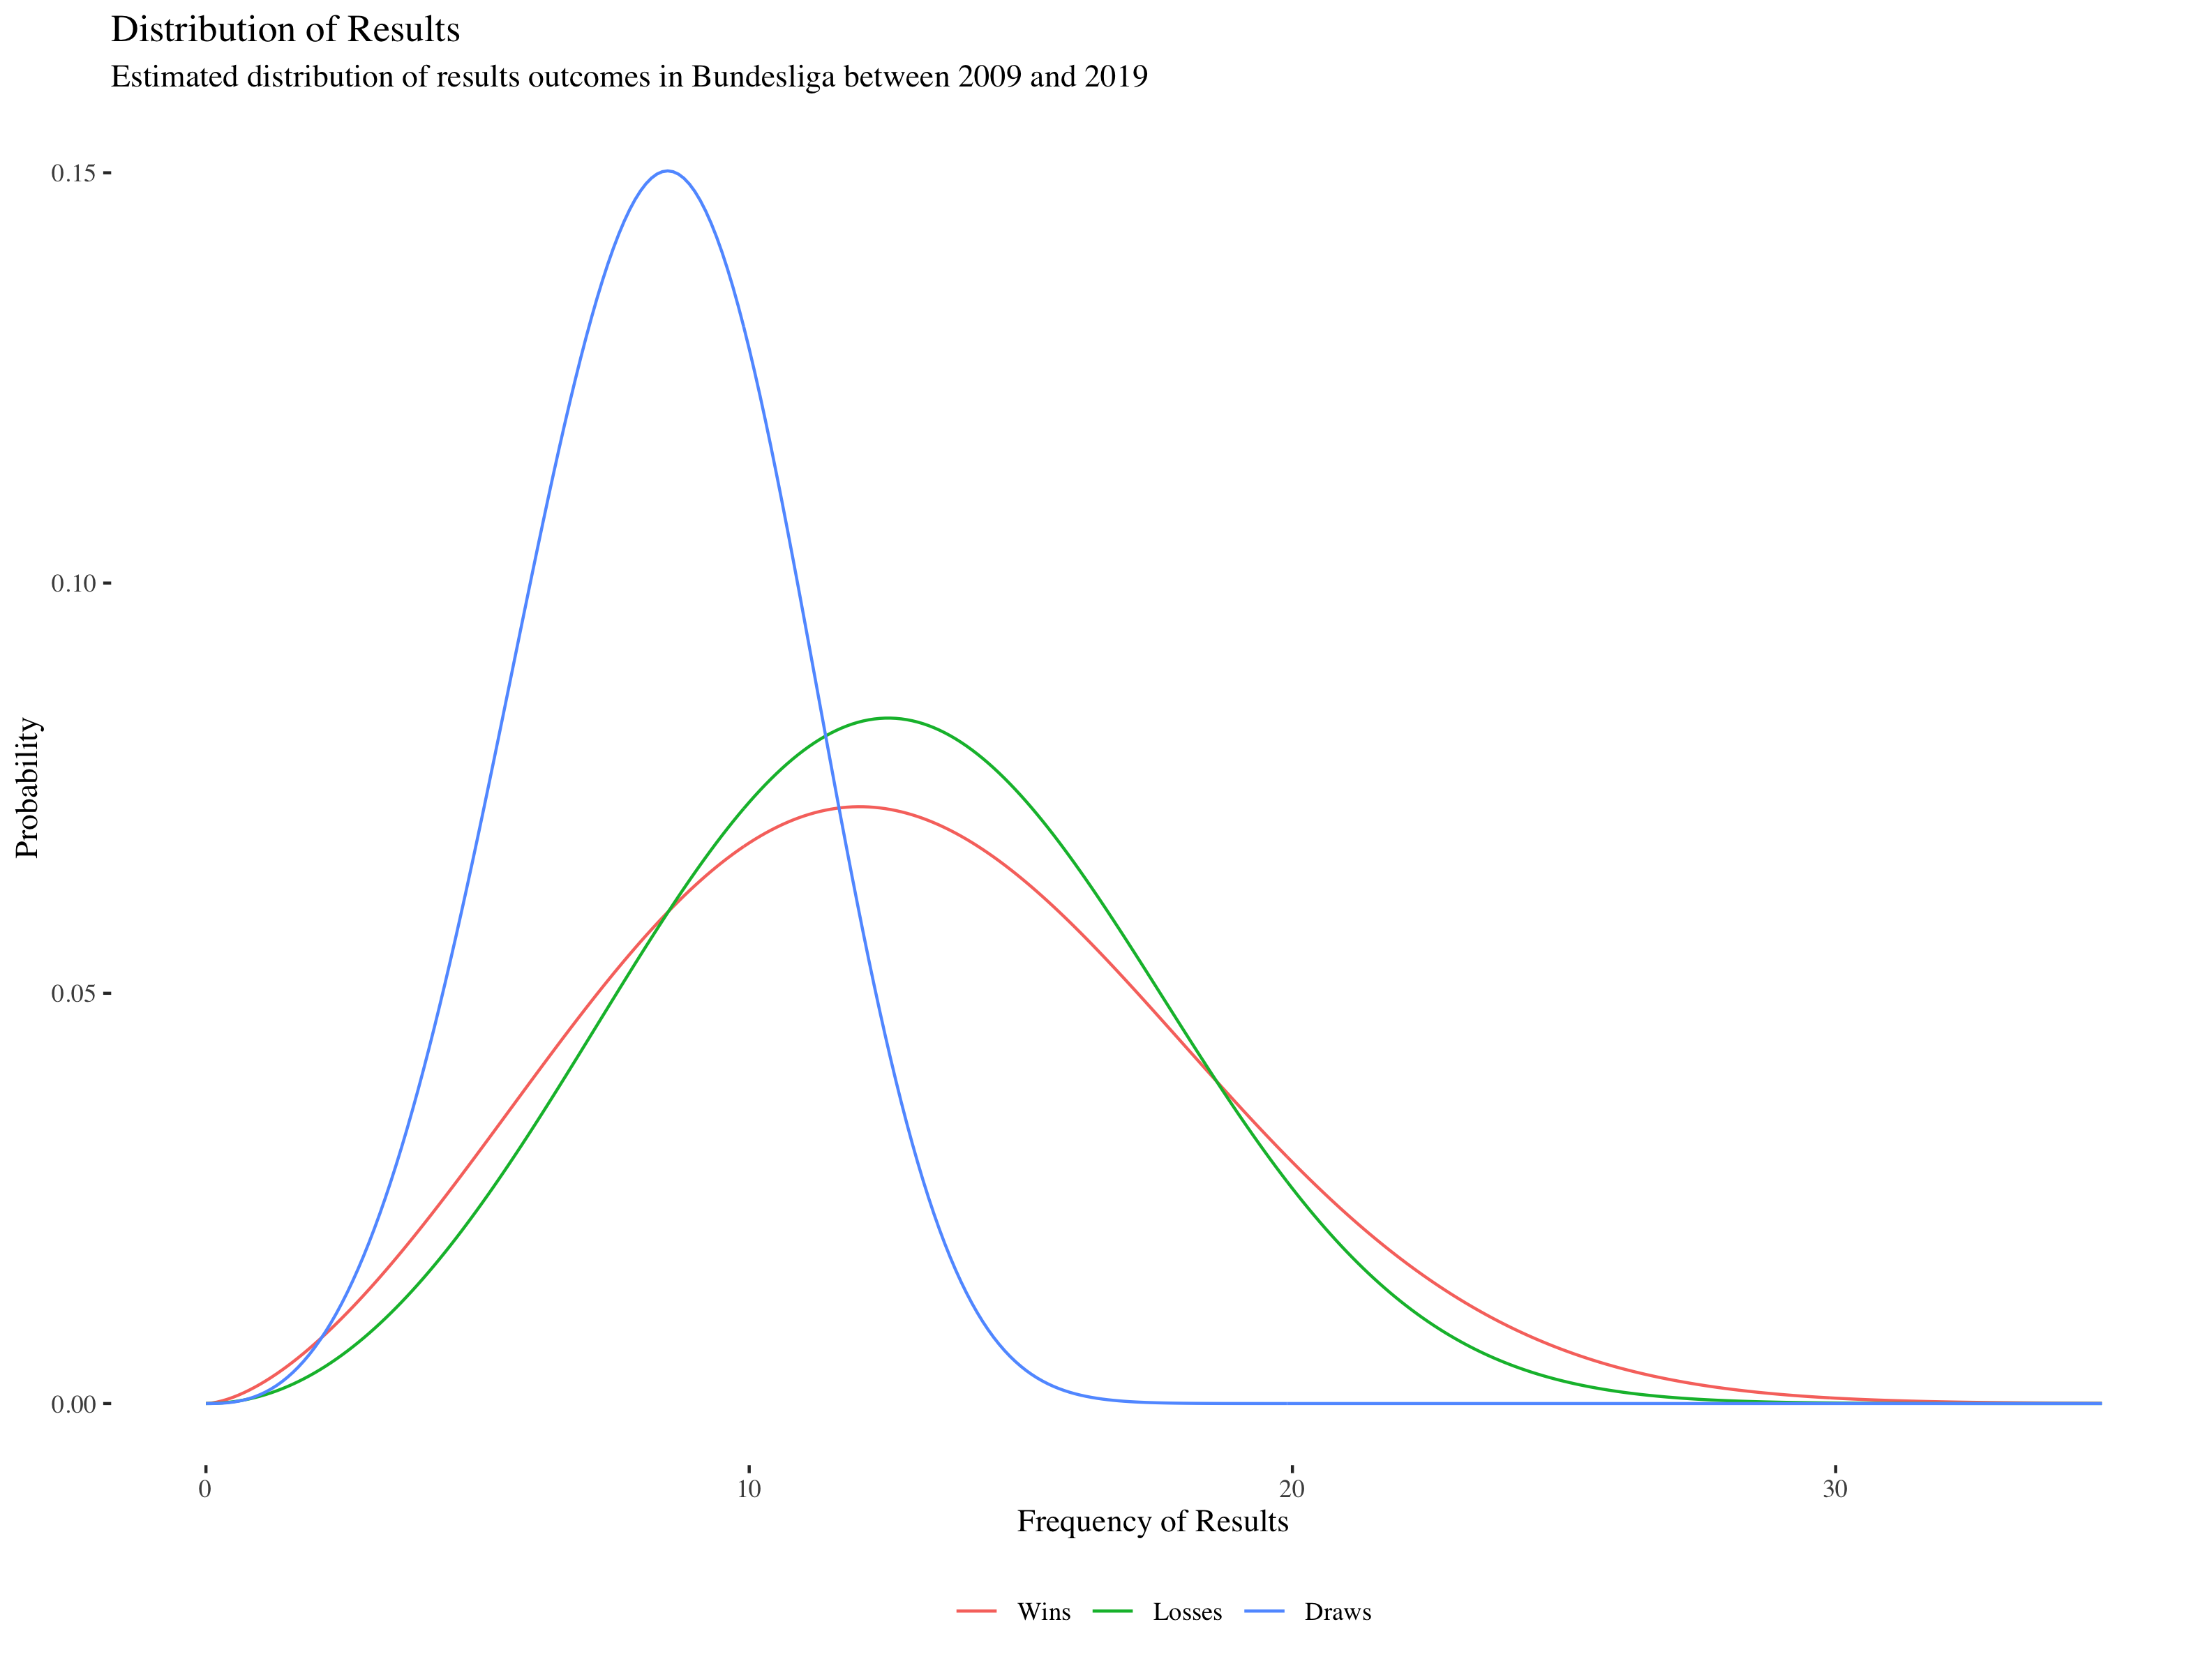 Distribution of Results
Estimated distribution of results outcomes in Bundesliga between 2009 and 2019
0.15
0.10
0.05
0.00
Probability
0 10 20 30
Frequency of Results
Wins Losses Draws